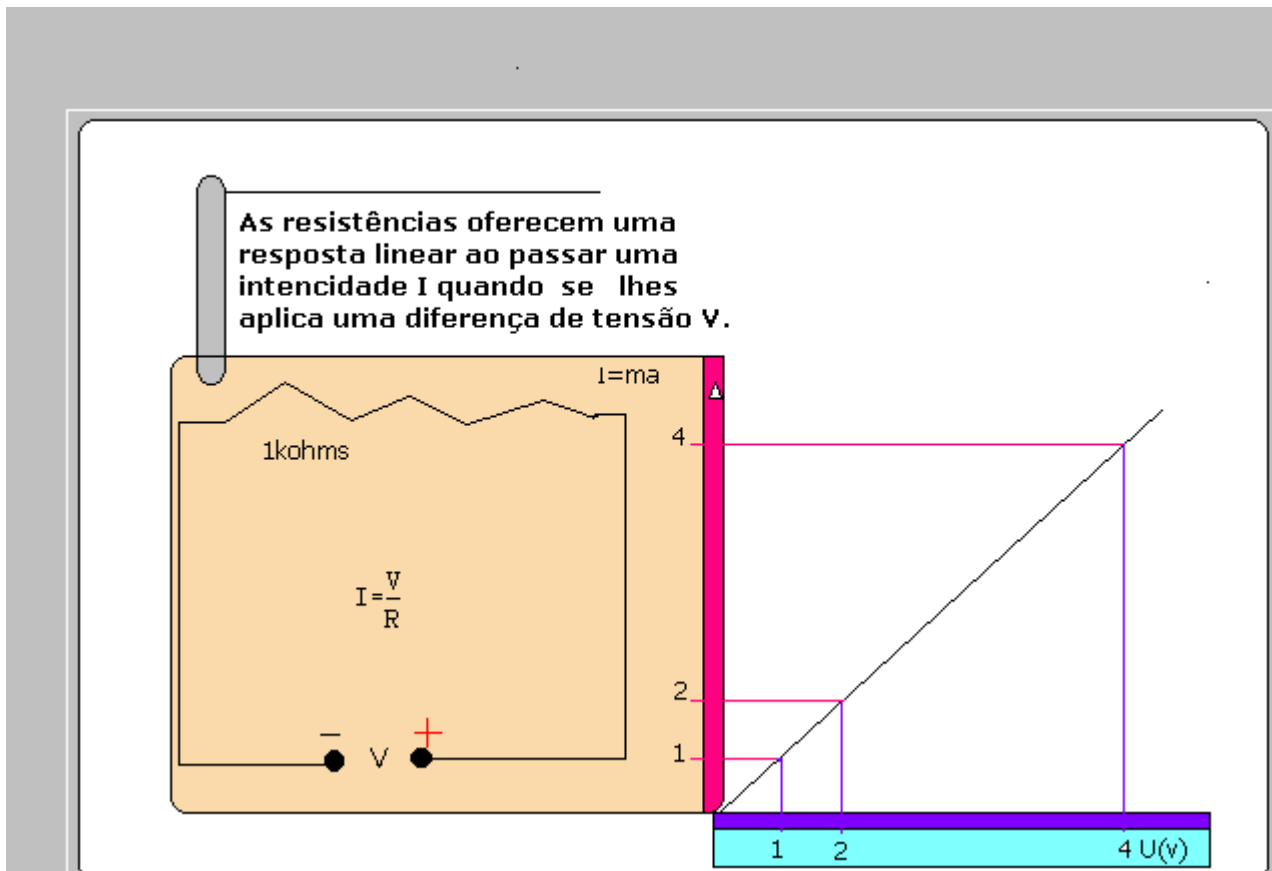 As resistências oferecem uma
resposta linear ao passar uma
intencidade I quando se lhes
aplica uma diferença de tensão V.
I=ma
4
1kohms
I=V/R
2
- V +
1
1 2 4 U(v)